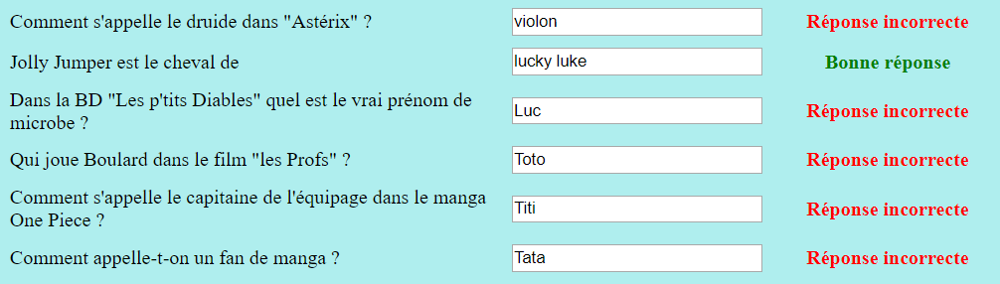 Comment s'appelle le druide dans "Astérix" ? violon Réponse incorrecte
Jolly Jumper est le cheval de lucky luke Bonne réponse
Dans la BD "Les p'tits Diables" quel est le vrai prénom de
microbe ? Luc Réponse incorrecte
Qui joue Boulard dans le film "les Profs" ? Toto Réponse incorrecte
Comment s'appelle le capitaine de l'équipage dans le manga
One Piece ? Titi Réponse incorrecte
Comment appelle-t-on un fan de manga ? Tata Réponse incorrecte